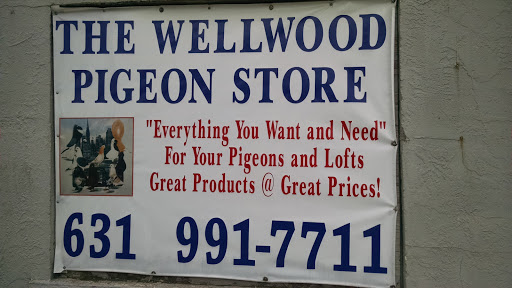 THE WELLWOOD
PIGEON STORE
"Everything You Want and Need"
For Your Pigeons and Lofts
Great Products @ Great Prices!
631 991-7711